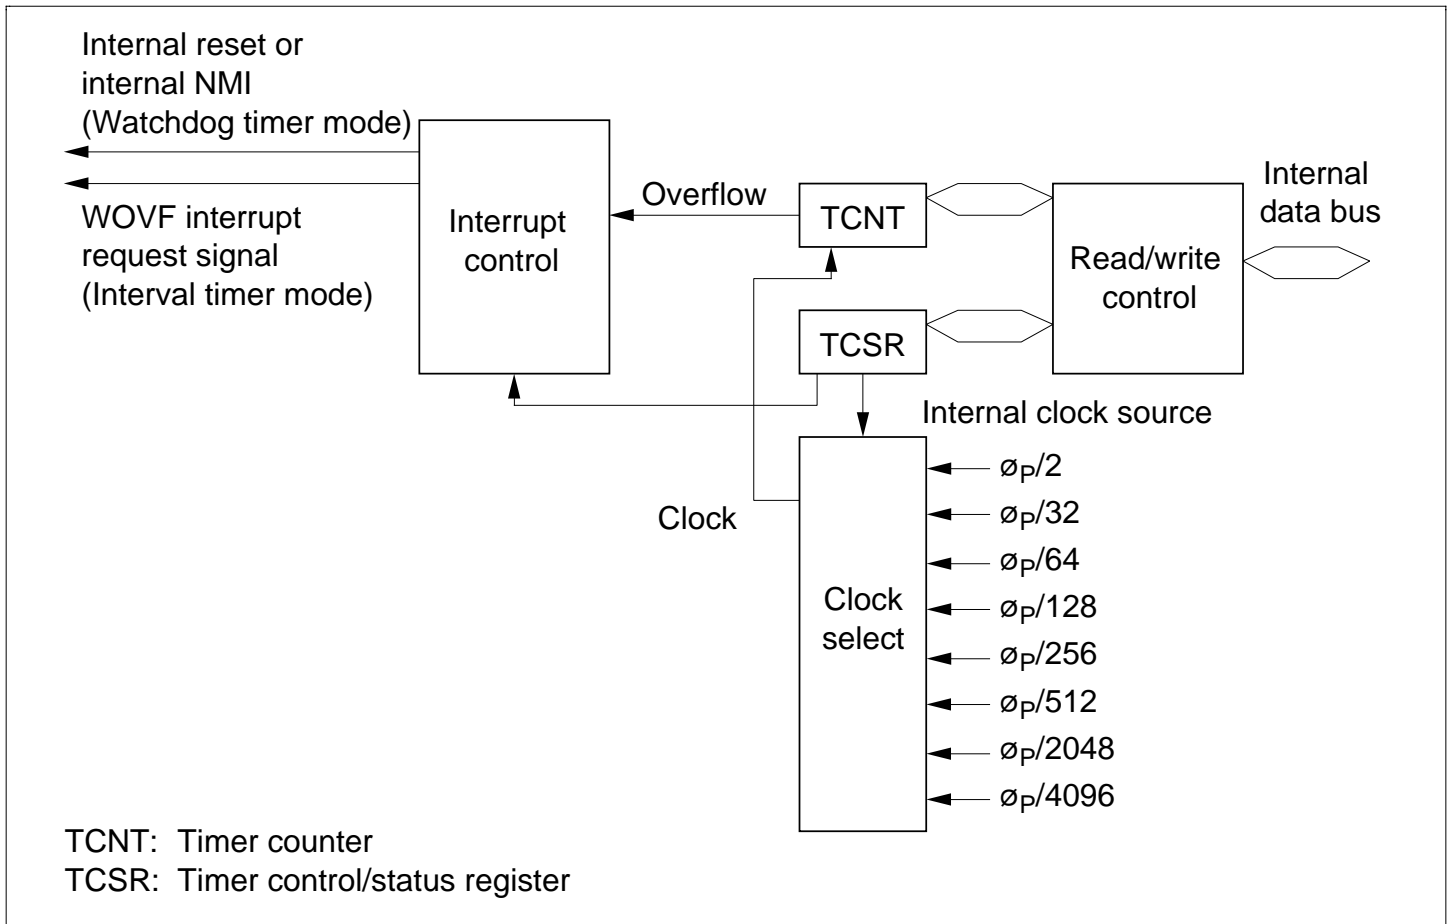 Internal reset or
internal NMI
(Watchdog timer mode)
WOVF interrupt
request signal
(Interval timer mode)
Interrupt
control
Overflow
TCNT
TCSR
Read/write
control
Internal
data bus
Internal clock source
Clock
Clock
select
øP/2
øP/32
øP/64
øP/128
øP/256
øP/512
øP/2048
øP/4096
TCNT: Timer counter
TCSR: Timer control/status register